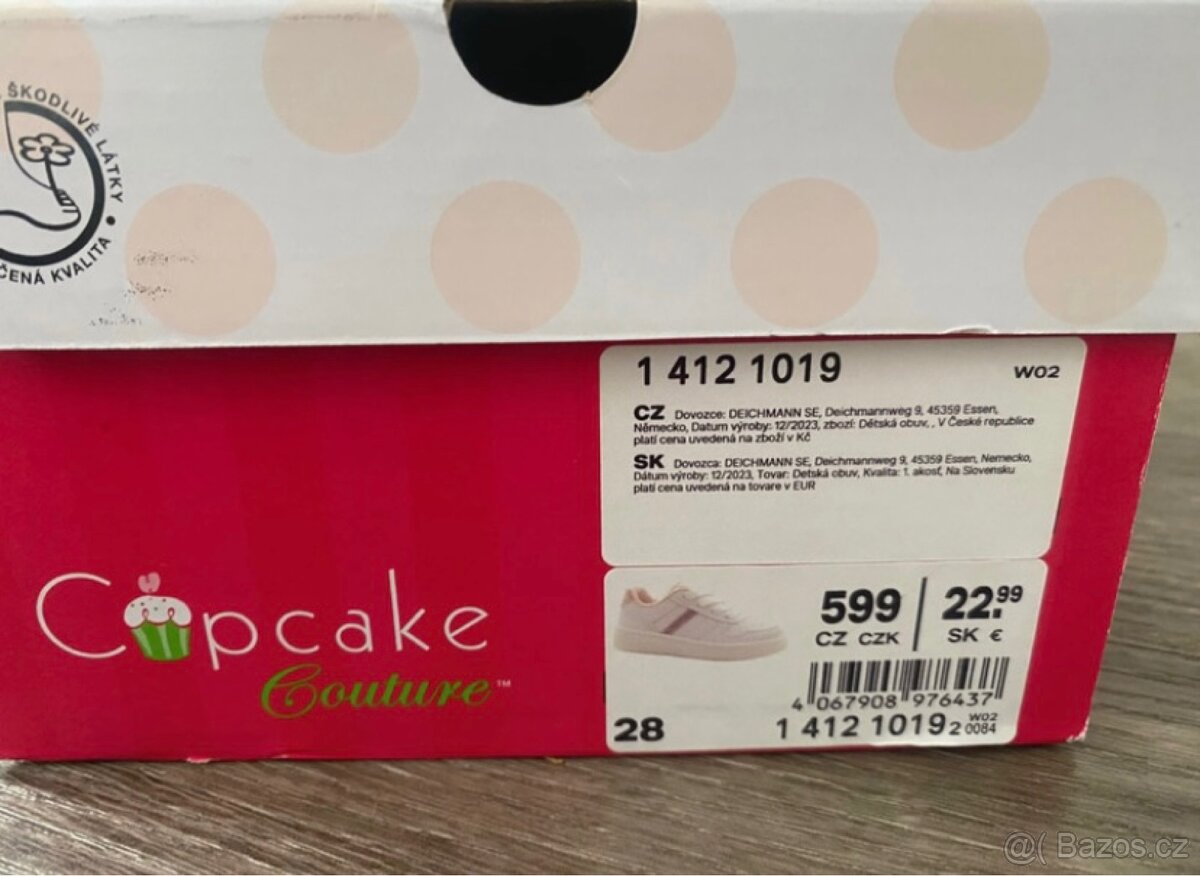 ŠKODLIVÉ LÁTKY
ČENÁ KVALITA
1 412 1019
W02
CZ Dovozce: DEICHMANN SE, Deichmannweg 9, 45359 Essen,
Německo, Datum výroby: 12/2023, zboží: Dětská obuv, . V České republice
platí cena uvedená na zboží v Kč
SK Dovozca: DEICHMANN SE, Deichmannweg 9, 45359 Essen, Nemecko,
Dátum výroby: 12/2023, Tovar: Detská obuv, Kvalita: 1. akosť, Na Slovensku
platí cena uvedená na tovare v EUR
Cupcake
Couture™
599
CZ CZK
22.99
SK €
4 067908 976437
28
1 412 1019 2 W02 0084
@( Bazos.cz